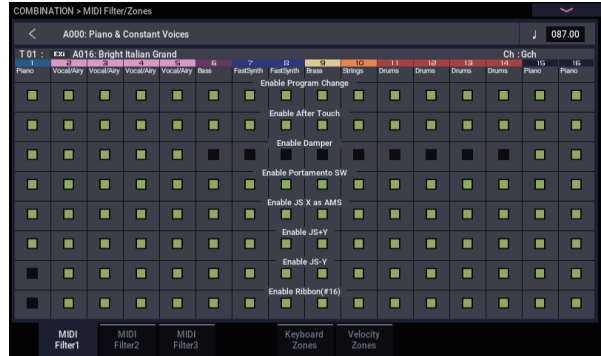 COMBINATION > MIDI Filter/Zones
A000: Piano & Constant Voices
♩ 087.00
T 01 : EXi A016: Bright Italian Grand Ch : Gch
1 2 3 4 5 6 7 8 9 10 11 12 13 14 15 16
Piano Vocal/Airy Vocal/Airy Vocal/Airy Vocal/Airy Bass FastSynth FastSynth Brass Strings Drums Drums Drums Drums Piano Piano
Enable Program Change
Enable After Touch
Enable Damper
Enable Portamento SW
Enable JS X as AMS
Enable JS+Y
Enable JS-Y
Enable Ribbon(#16)
MIDI MIDI MIDI Keyboard Velocity
Filter1 Filter2 Filter3 Zones Zones